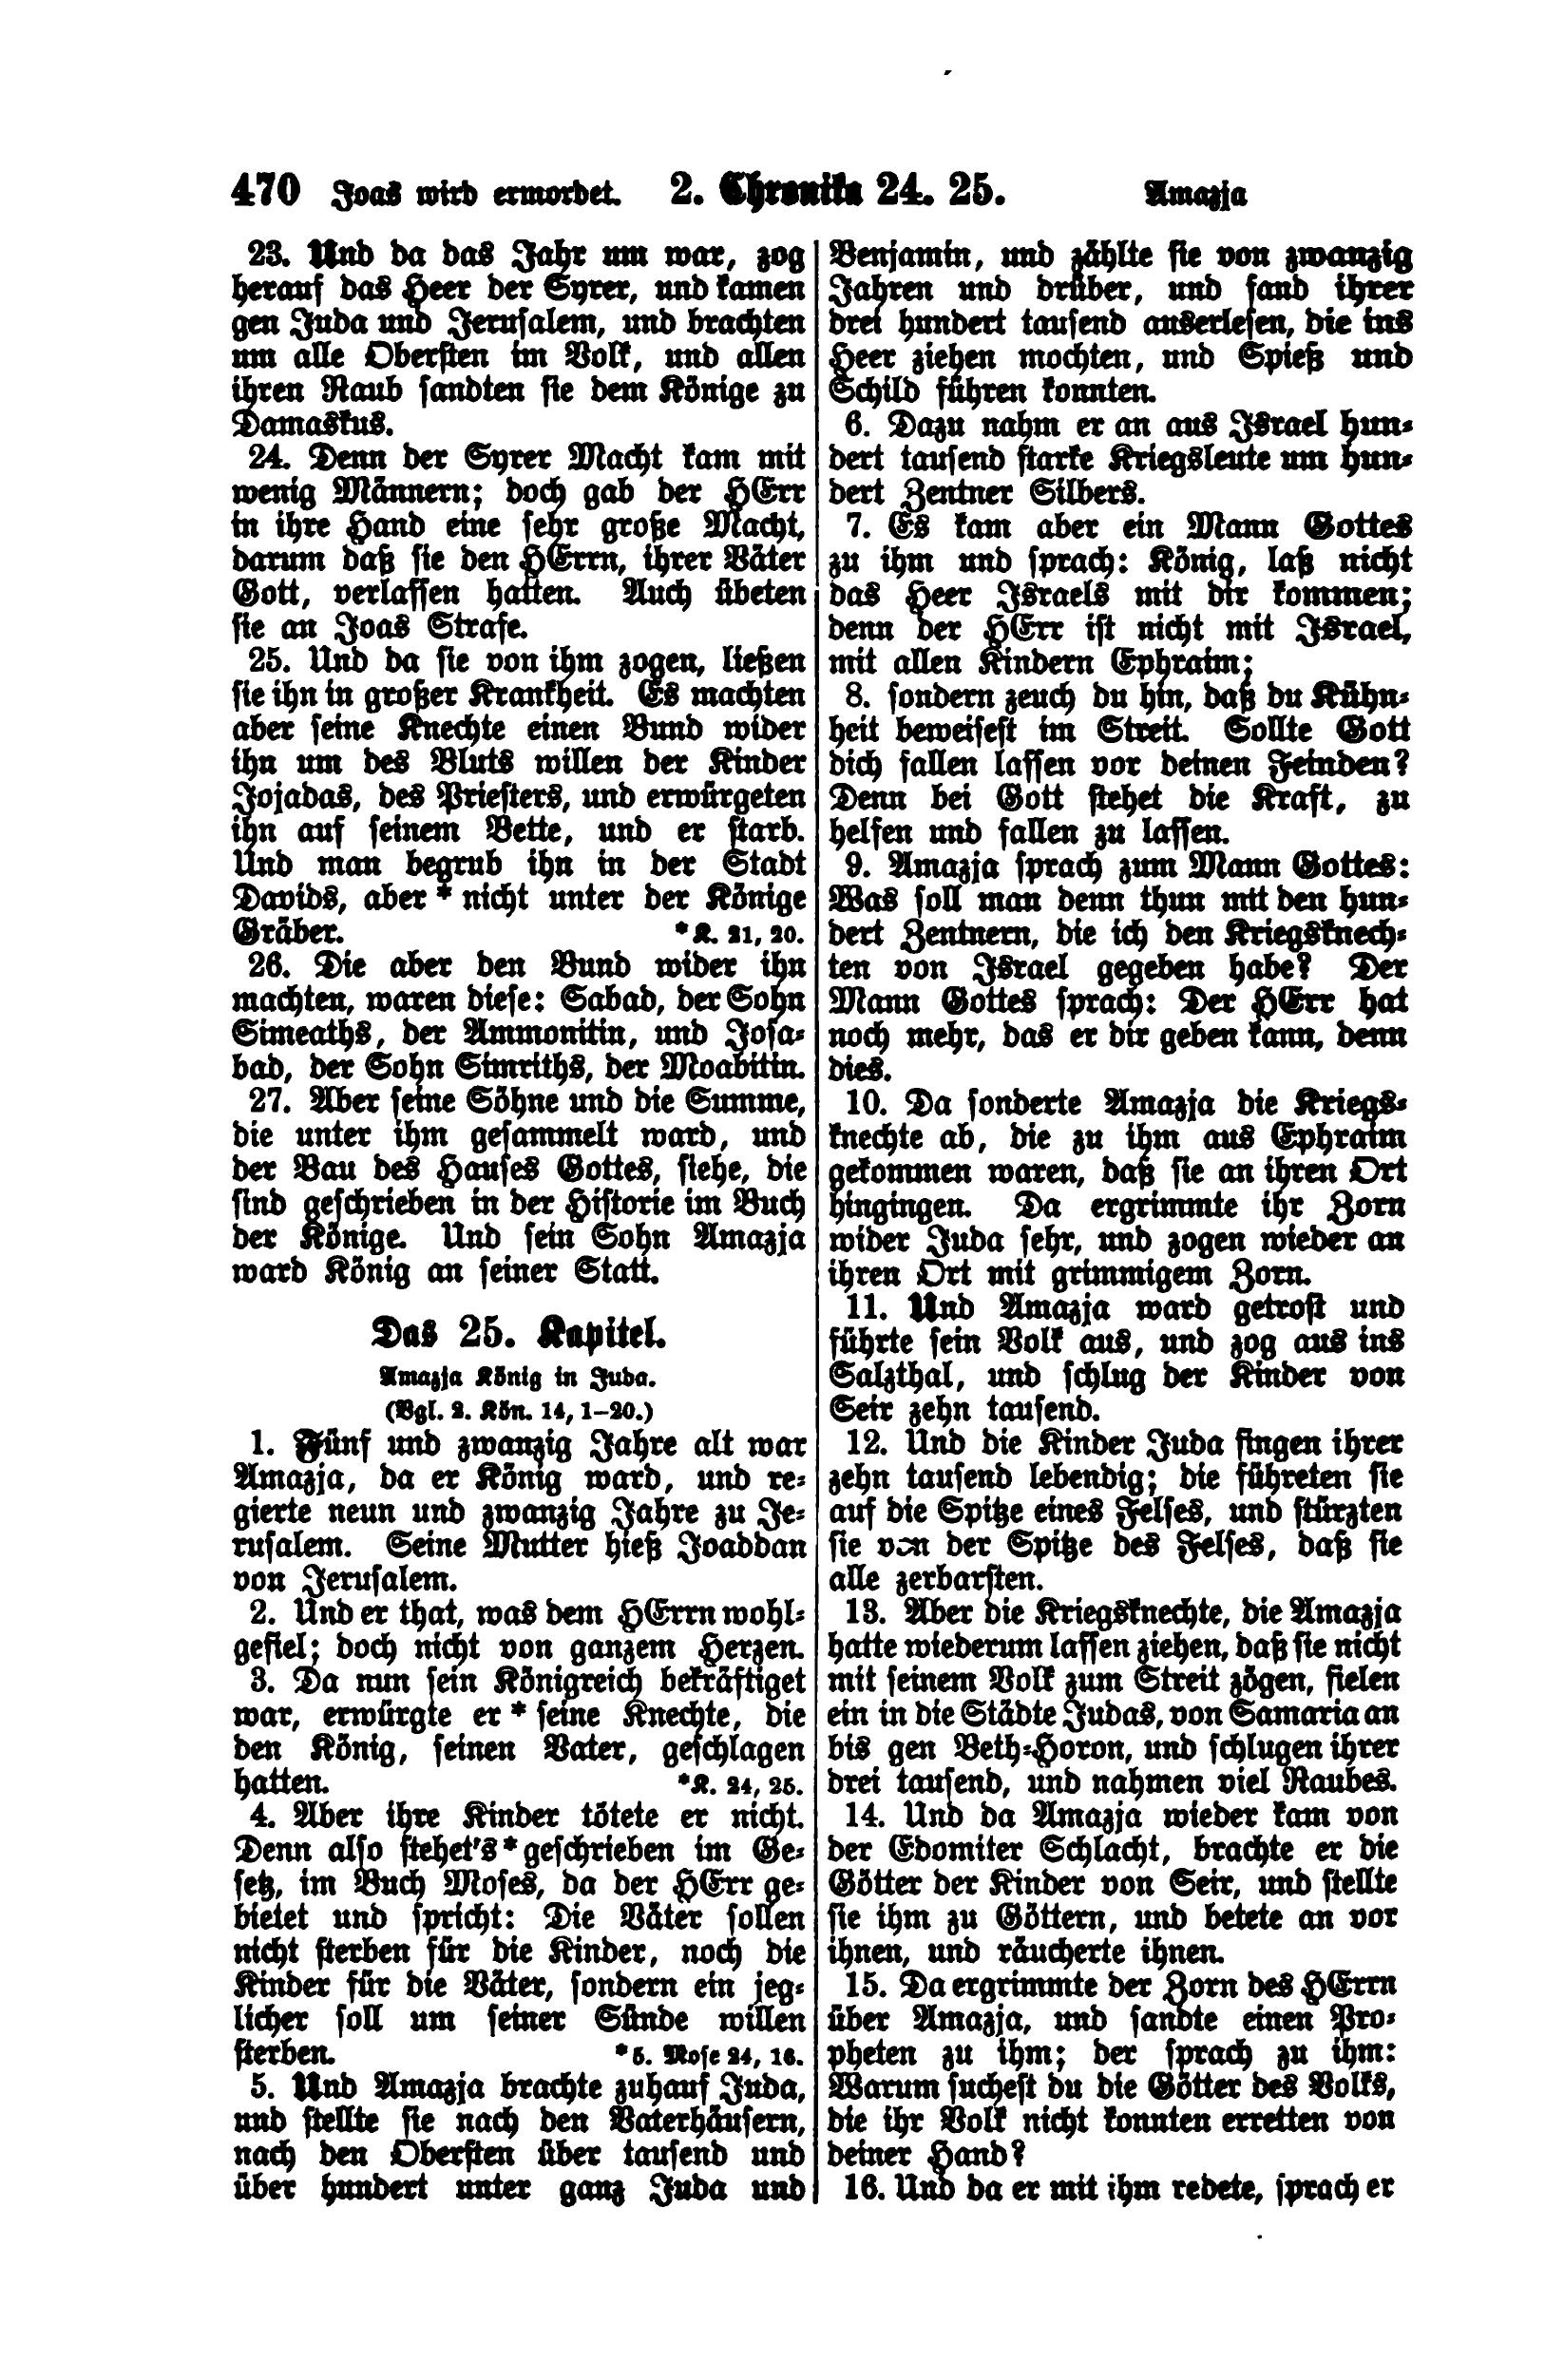 470 Joas wird ermordet. 2. Chronika 24. 25. Amazja
23. Und da das Jahr um war, zog
herauf das Heer der Syrer, und kamen
gen Juda und Jerusalem, und brachten
um alle Obersten im Volk, und allen
ihren Raub sandten sie dem Könige zu
Damaskus.
24. Denn der Syrer Macht kam mit
wenig Männern; doch gab der HErr
in ihre Hand eine sehr große Macht,
darum daß sie den HErrn, ihrer Väter
Gott, verlassen hatten. Auch übeten
sie an Joas Strafe.
25. Und da sie von ihm zogen, ließen
sie ihn in großer Krankheit. Es machten
aber seine Knechte einen Bund wider
ihn um des Bluts willen der Kinder
Jojadas, des Priesters, und erwürgeten
ihn auf seinem Bette, und er starb.
Und man begrub ihn in der Stadt
Davids, aber * nicht unter der Könige
Gräber. *K. 21, 20.
26. Die aber den Bund wider ihn
machten, waren diese: Sabad, der Sohn
Simeaths, der Ammonitin, und Josa-
bad, der Sohn Simriths, der Moabitin.
27. Aber seine Söhne und die Summe,
die unter ihm gesammelt ward, und
der Bau des Hauses Gottes, siehe, die
sind geschrieben in der Historie im Buch
der Könige. Und sein Sohn Amazja
ward König an seiner Statt.
Das 25. Kapitel.
Amazja König in Juda.
(Vgl. 2. Kön. 14, 1–20.)
1. Fünf und zwanzig Jahre alt war
Amazja, da er König ward, und re-
gierte neun und zwanzig Jahre zu Je-
rusalem. Seine Mutter hieß Joaddan
von Jerusalem.
2. Und er that, was dem HErrn wohl-
gefiel; doch nicht von ganzem Herzen.
3. Da nun sein Königreich bekräftiget
war, erwürgte er * seine Knechte, die
den König, seinen Vater, geschlagen
hatten. *K. 24, 25.
4. Aber ihre Kinder tötete er nicht.
Denn also stehet's * geschrieben im Ge-
setz, im Buch Moses, da der HErr ge-
bietet und spricht: Die Väter sollen
nicht sterben für die Kinder, noch die
Kinder für die Väter, sondern ein jeg-
licher soll um seiner Sünde willen
sterben. *5. Mose 24, 16.
5. Und Amazja brachte zuhauf Juda,
und stellte sie nach den Vaterhäusern,
nach den Obersten über tausend und
über hundert unter ganz Juda und
Benjamin, und zählte sie von zwanzig
Jahren und drüber, und fand ihrer
drei hundert tausend auserlesen, die ins
Heer ziehen mochten, und Spieß und
Schild führen konnten.
6. Dazu nahm er an aus Israel hun-
dert tausend starke Kriegsleute um hun-
dert Zentner Silbers.
7. Es kam aber ein Mann Gottes
zu ihm und sprach: König, laß nicht
das Heer Israels mit dir kommen;
denn der HErr ist nicht mit Israel,
mit allen Kindern Ephraim;
8. sondern zeuch du hin, daß du Kühn-
heit beweisest im Streit. Sollte Gott
dich fallen lassen vor deinen Feinden?
Denn bei Gott stehet die Kraft, zu
helfen und fallen zu lassen.
9. Amazja sprach zum Mann Gottes:
Was soll man denn thun mit den hun-
dert Zentnern, die ich den Kriegsknech-
ten von Israel gegeben habe? Der
Mann Gottes sprach: Der HErr hat
noch mehr, das er dir geben kann, denn
dies.
10. Da sonderte Amazja die Kriegs-
knechte ab, die zu ihm aus Ephraim
gekommen waren, daß sie an ihren Ort
hingingen. Da ergrimmte ihr Zorn
wider Juda sehr, und zogen wieder an
ihren Ort mit grimmigem Zorn.
11. Und Amazja ward getrost und
führte sein Volk aus, und zog aus ins
Salzthal, und schlug der Kinder von
Seir zehn tausend.
12. Und die Kinder Juda fingen ihrer
zehn tausend lebendig; die führeten sie
auf die Spitze eines Felses, und stürzten
sie von der Spitze des Felses, daß sie
alle zerbarsten.
13. Aber die Kriegsknechte, die Amazja
hatte wiederum lassen ziehen, daß sie nicht
mit seinem Volk zum Streit zögen, fielen
ein in die Städte Judas, von Samaria an
bis gen Beth-Horon, und schlugen ihrer
drei tausend, und nahmen viel Raubes.
14. Und da Amazja wieder kam von
der Edomiter Schlacht, brachte er die
Götter der Kinder von Seir, und stellte
sie ihm zu Göttern, und betete an vor
ihnen, und räucherte ihnen.
15. Da ergrimmte der Zorn des HErrn
über Amazja, und sandte einen Pro-
pheten zu ihm; der sprach zu ihm:
Warum suchest du die Götter des Volks,
die ihr Volk nicht konnten erretten von
deiner Hand?
16. Und da er mit ihm redete, sprach er